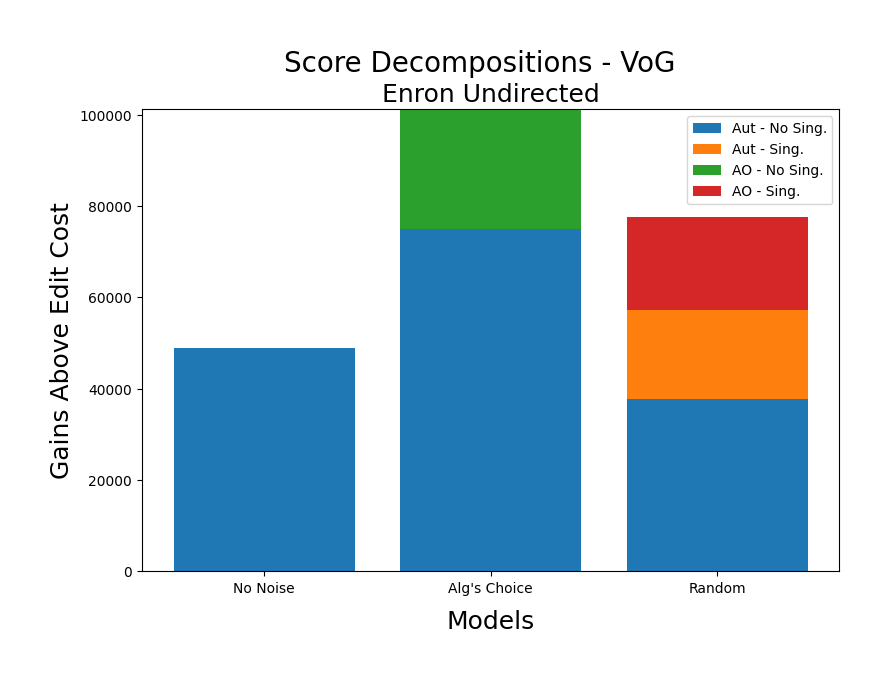 Score Decompositions - VoG
Enron Undirected
Gains Above Edit Cost
100000
80000
60000
40000
20000
0
Aut - No Sing.
Aut - Sing.
AO - No Sing.
AO - Sing.
No Noise
Alg's Choice
Random
Models